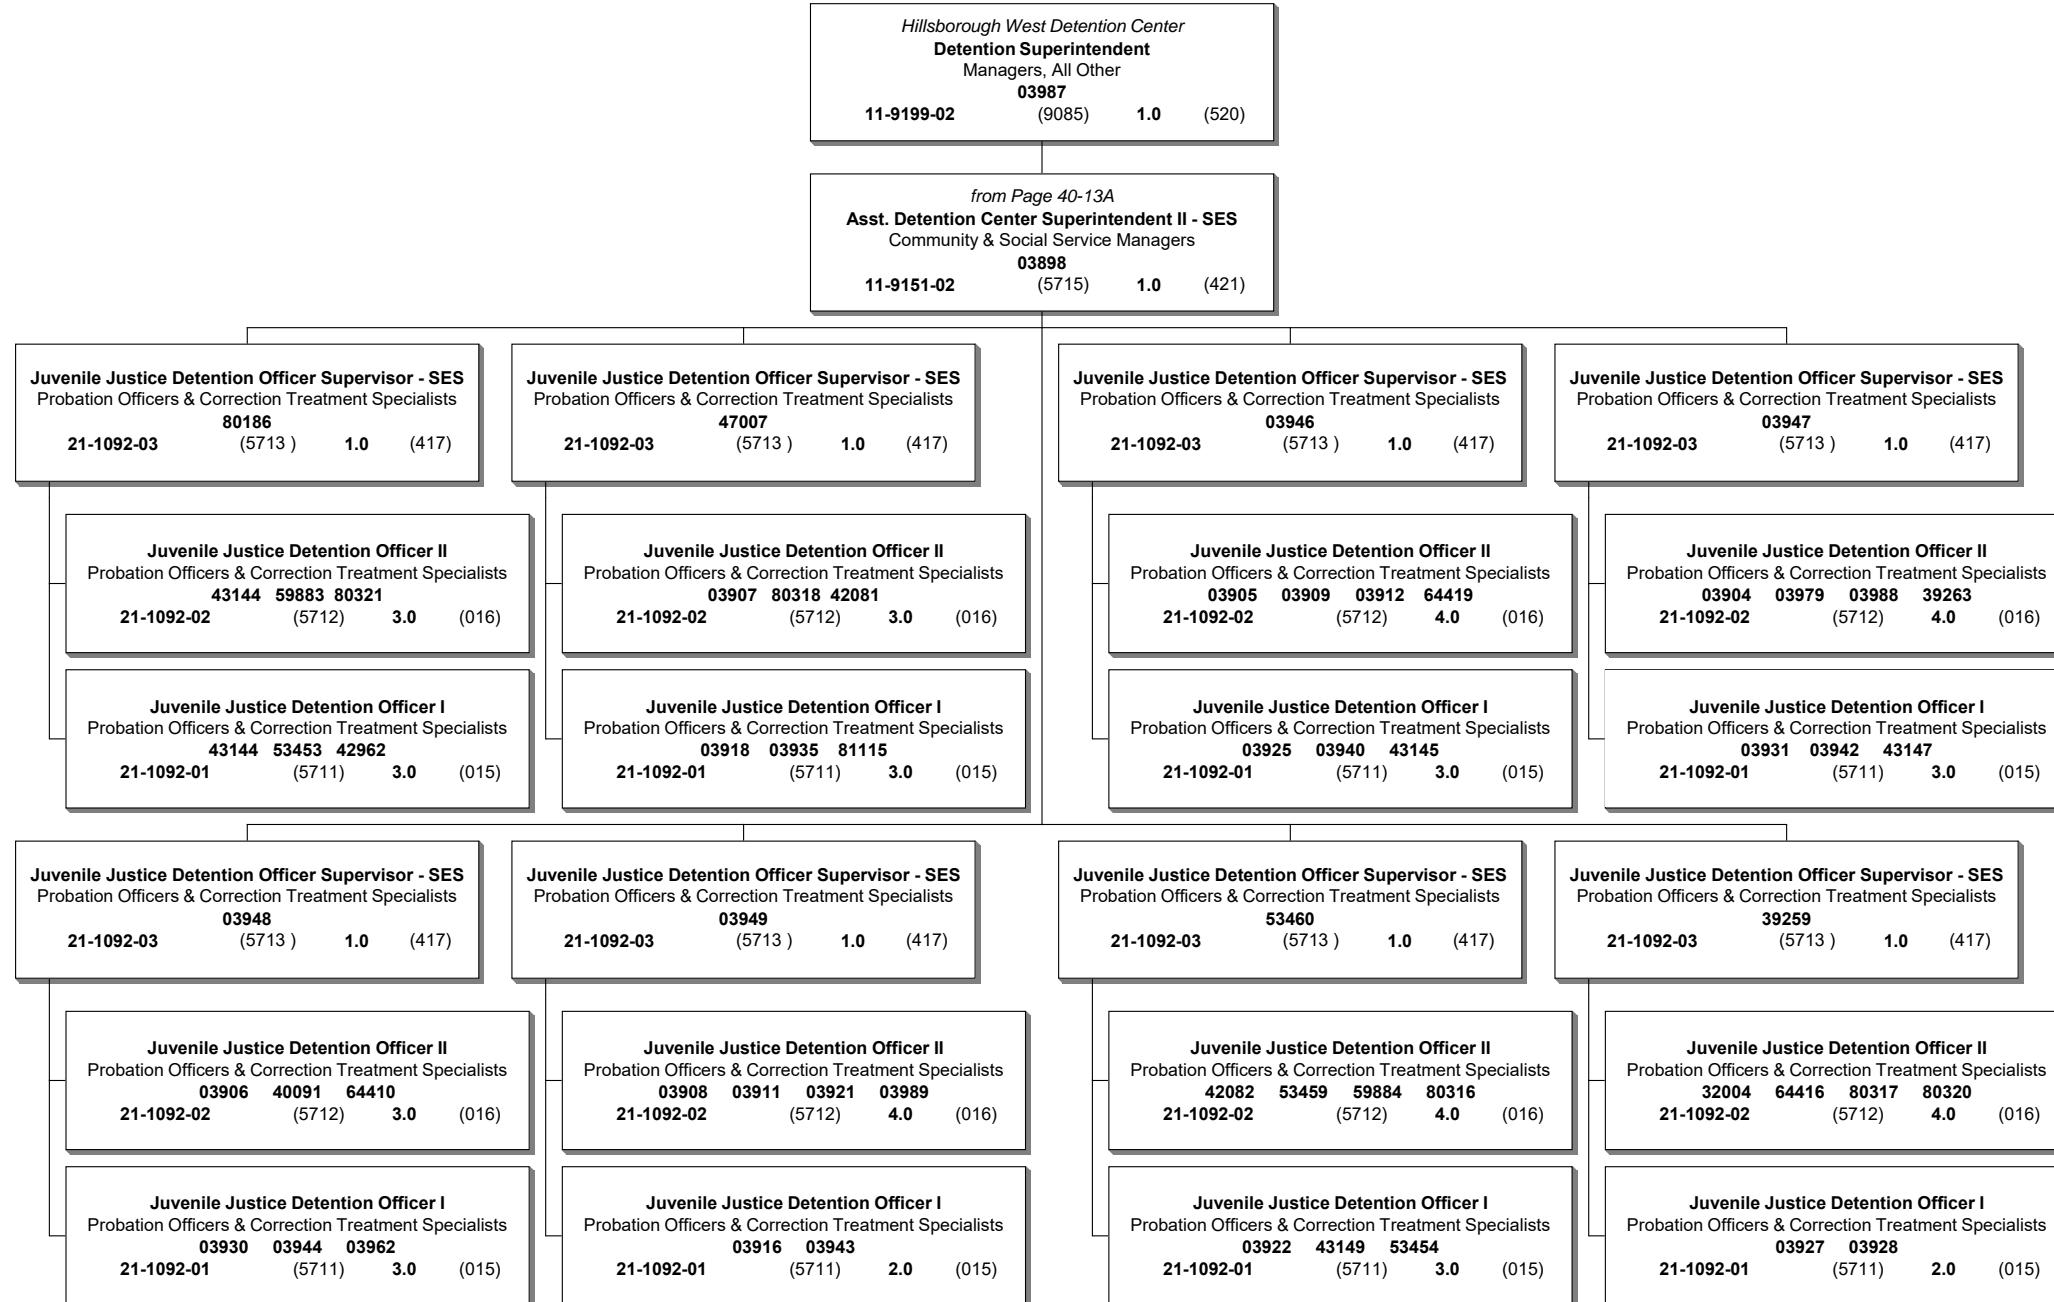 Hillsborough West Detention Center
Detention Superintendent
Managers, All Other
03987
11-9199-02 (9085) 1.0 (520)
from Page 40-13A
Asst. Detention Center Superintendent II - SES
Community & Social Service Managers
03898
11-9151-02 (5715) 1.0 (421)
Juvenile Justice Detention Officer Supervisor - SES
Probation Officers & Correction Treatment Specialists
80186
21-1092-03 (5713 ) 1.0 (417)
Juvenile Justice Detention Officer II
Probation Officers & Correction Treatment Specialists
43144 59883 80321
21-1092-02 (5712) 3.0 (016)
Juvenile Justice Detention Officer I
Probation Officers & Correction Treatment Specialists
43144 53453 42962
21-1092-01 (5711) 3.0 (015)
Juvenile Justice Detention Officer Supervisor - SES
Probation Officers & Correction Treatment Specialists
47007
21-1092-03 (5713 ) 1.0 (417)
Juvenile Justice Detention Officer II
Probation Officers & Correction Treatment Specialists
03907 80318 42081
21-1092-02 (5712) 3.0 (016)
Juvenile Justice Detention Officer I
Probation Officers & Correction Treatment Specialists
03918 03935 81115
21-1092-01 (5711) 3.0 (015)
Juvenile Justice Detention Officer Supervisor - SES
Probation Officers & Correction Treatment Specialists
03946
21-1092-03 (5713 ) 1.0 (417)
Juvenile Justice Detention Officer II
Probation Officers & Correction Treatment Specialists
03905 03909 03912 64419
21-1092-02 (5712) 4.0 (016)
Juvenile Justice Detention Officer I
Probation Officers & Correction Treatment Specialists
03925 03940 43145
21-1092-01 (5711) 3.0 (015)
Juvenile Justice Detention Officer Supervisor - SES
Probation Officers & Correction Treatment Specialists
03947
21-1092-03 (5713 ) 1.0 (417)
Juvenile Justice Detention Officer II
Probation Officers & Correction Treatment Specialists
03904 03979 03988 39263
21-1092-02 (5712) 4.0 (016)
Juvenile Justice Detention Officer I
Probation Officers & Correction Treatment Specialists
03931 03942 43147
21-1092-01 (5711) 3.0 (015)
Juvenile Justice Detention Officer Supervisor - SES
Probation Officers & Correction Treatment Specialists
03948
21-1092-03 (5713 ) 1.0 (417)
Juvenile Justice Detention Officer II
Probation Officers & Correction Treatment Specialists
03906 40091 64410
21-1092-02 (5712) 3.0 (016)
Juvenile Justice Detention Officer I
Probation Officers & Correction Treatment Specialists
03930 03944 03962
21-1092-01 (5711) 3.0 (015)
Juvenile Justice Detention Officer Supervisor - SES
Probation Officers & Correction Treatment Specialists
03949
21-1092-03 (5713 ) 1.0 (417)
Juvenile Justice Detention Officer II
Probation Officers & Correction Treatment Specialists
03908 03911 03921 03989
21-1092-02 (5712) 4.0 (016)
Juvenile Justice Detention Officer I
Probation Officers & Correction Treatment Specialists
03916 03943
21-1092-01 (5711) 2.0 (015)
Juvenile Justice Detention Officer Supervisor - SES
Probation Officers & Correction Treatment Specialists
53460
21-1092-03 (5713 ) 1.0 (417)
Juvenile Justice Detention Officer II
Probation Officers & Correction Treatment Specialists
42082 53459 59884 80316
21-1092-02 (5712) 4.0 (016)
Juvenile Justice Detention Officer I
Probation Officers & Correction Treatment Specialists
03922 43149 53454
21-1092-01 (5711) 3.0 (015)
Juvenile Justice Detention Officer Supervisor - SES
Probation Officers & Correction Treatment Specialists
39259
21-1092-03 (5713 ) 1.0 (417)
Juvenile Justice Detention Officer II
Probation Officers & Correction Treatment Specialists
32004 64416 80317 80320
21-1092-02 (5712) 4.0 (016)
Juvenile Justice Detention Officer I
Probation Officers & Correction Treatment Specialists
03927 03928
21-1092-01 (5711) 2.0 (015)